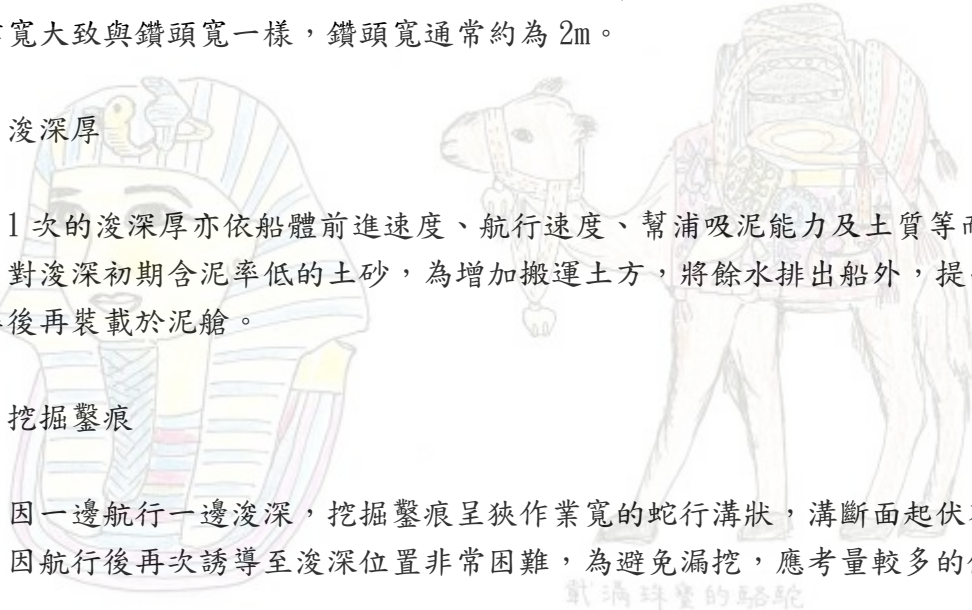 寬大致與鑽頭寬一樣，鑽頭寬通常約為 2m。
浚深厚
1 次的浚深厚亦依船體前進速度、航行速度、幫浦吸泥能力及土質等
對浚深初期含泥率低的土砂，為增加搬運土方，將餘水排出船外，提
後再裝載於泥艙。
挖掘鑿痕
因一邊航行一邊浚深，挖掘鑿痕呈狹作業寬的蛇行溝狀，溝斷面起伏
因航行後再次誘導至浚深位置非常困難，為避免漏挖，應考量較多的
載滿珠寶的駱駝